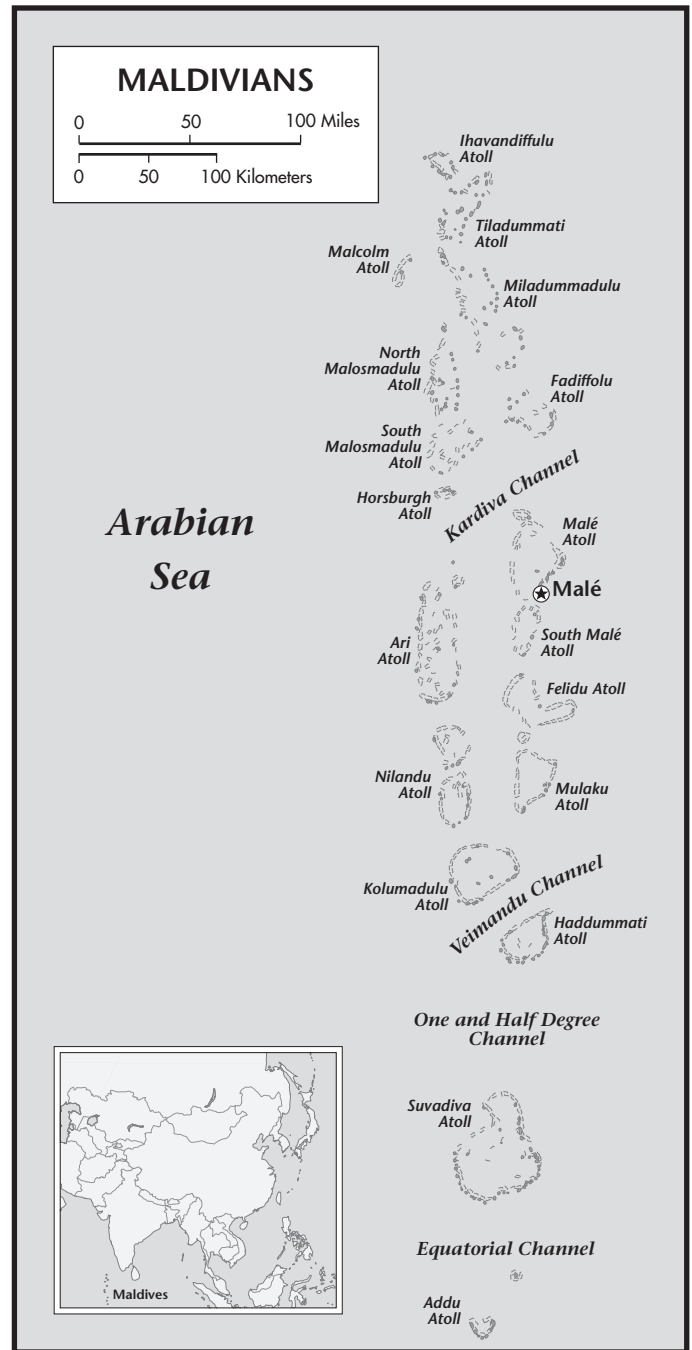 MALDIVIANS
0 50 100 Miles
0 50 100 Kilometers
Ihavandiffulu
Atoll
Tiladummati
Atoll
Malcolm
Atoll
Miladummadulu
Atoll
North
Malosmadulu
Atoll
Fadiffolu
Atoll
South
Malosmadulu
Atoll
Horsburgh
Atoll
Kardiva Channel
Arabian
Sea
Malé
Atoll
Malé
South Malé
Atoll
Ari
Atoll
Felidu Atoll
Nilandu
Atoll
Mulaku
Atoll
Kolumadulu
Atoll
Veimandu Channel
Haddummati
Atoll
One and Half Degree
Channel
Suvadiva
Atoll
Equatorial Channel
Addu
Atoll
Maldives